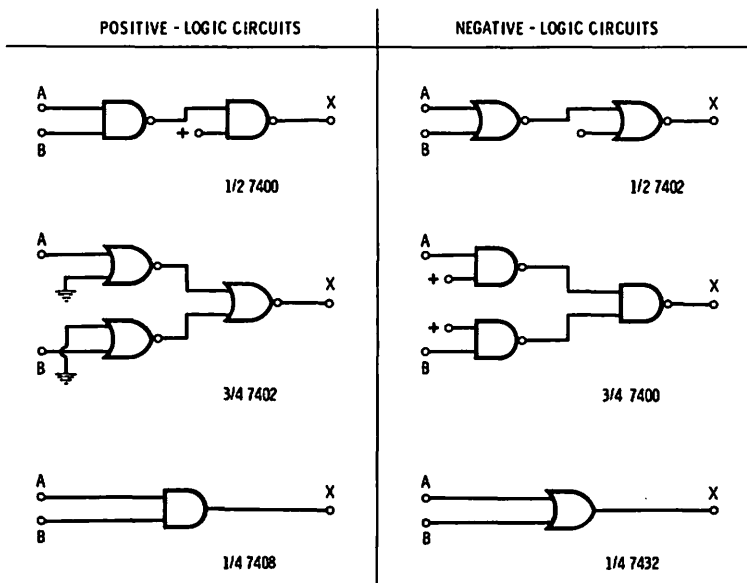 POSITIVE - LOGIC CIRCUITS
NEGATIVE - LOGIC CIRCUITS
A
B
+
X
1/2 7400
A
B
X
1/2 7402
A
B
X
3/4 7402
A
+
+
B
X
3/4 7400
A
B
X
1/4 7408
A
B
X
1/4 7432